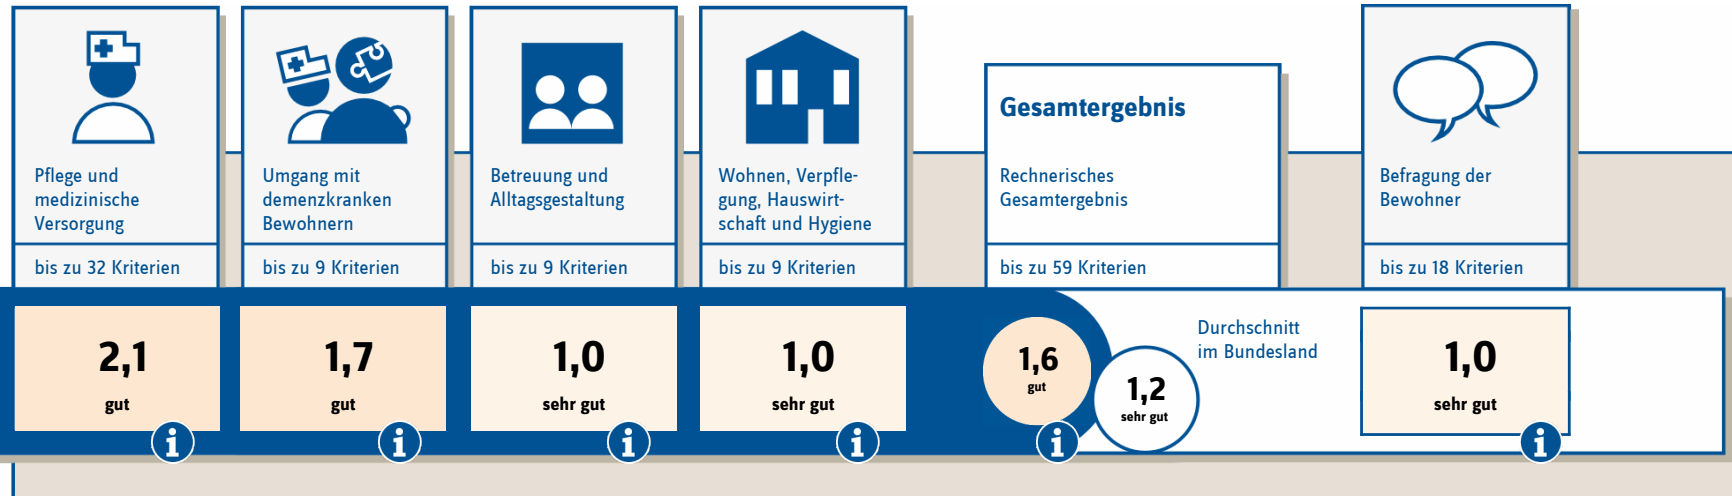 Pflege und
medizinische
Versorgung
bis zu 32 Kriterien
2,1
gut
i
Umgang mit
demenzkranken
Bewohnern
bis zu 9 Kriterien
1,7
gut
i
Betreuung und
Alltagsgestaltung
bis zu 9 Kriterien
1,0
sehr gut
i
Wohnen, Verpfle-
gung, Hauswirt-
schaft und Hygiene
bis zu 9 Kriterien
1,0
sehr gut
i
Gesamtergebnis
Rechnerisches
Gesamtergebnis
bis zu 59 Kriterien
1,6
gut
i
1,2
sehr gut
Durchschnitt
im Bundesland
Befragung der
Bewohner
bis zu 18 Kriterien
1,0
sehr gut
i